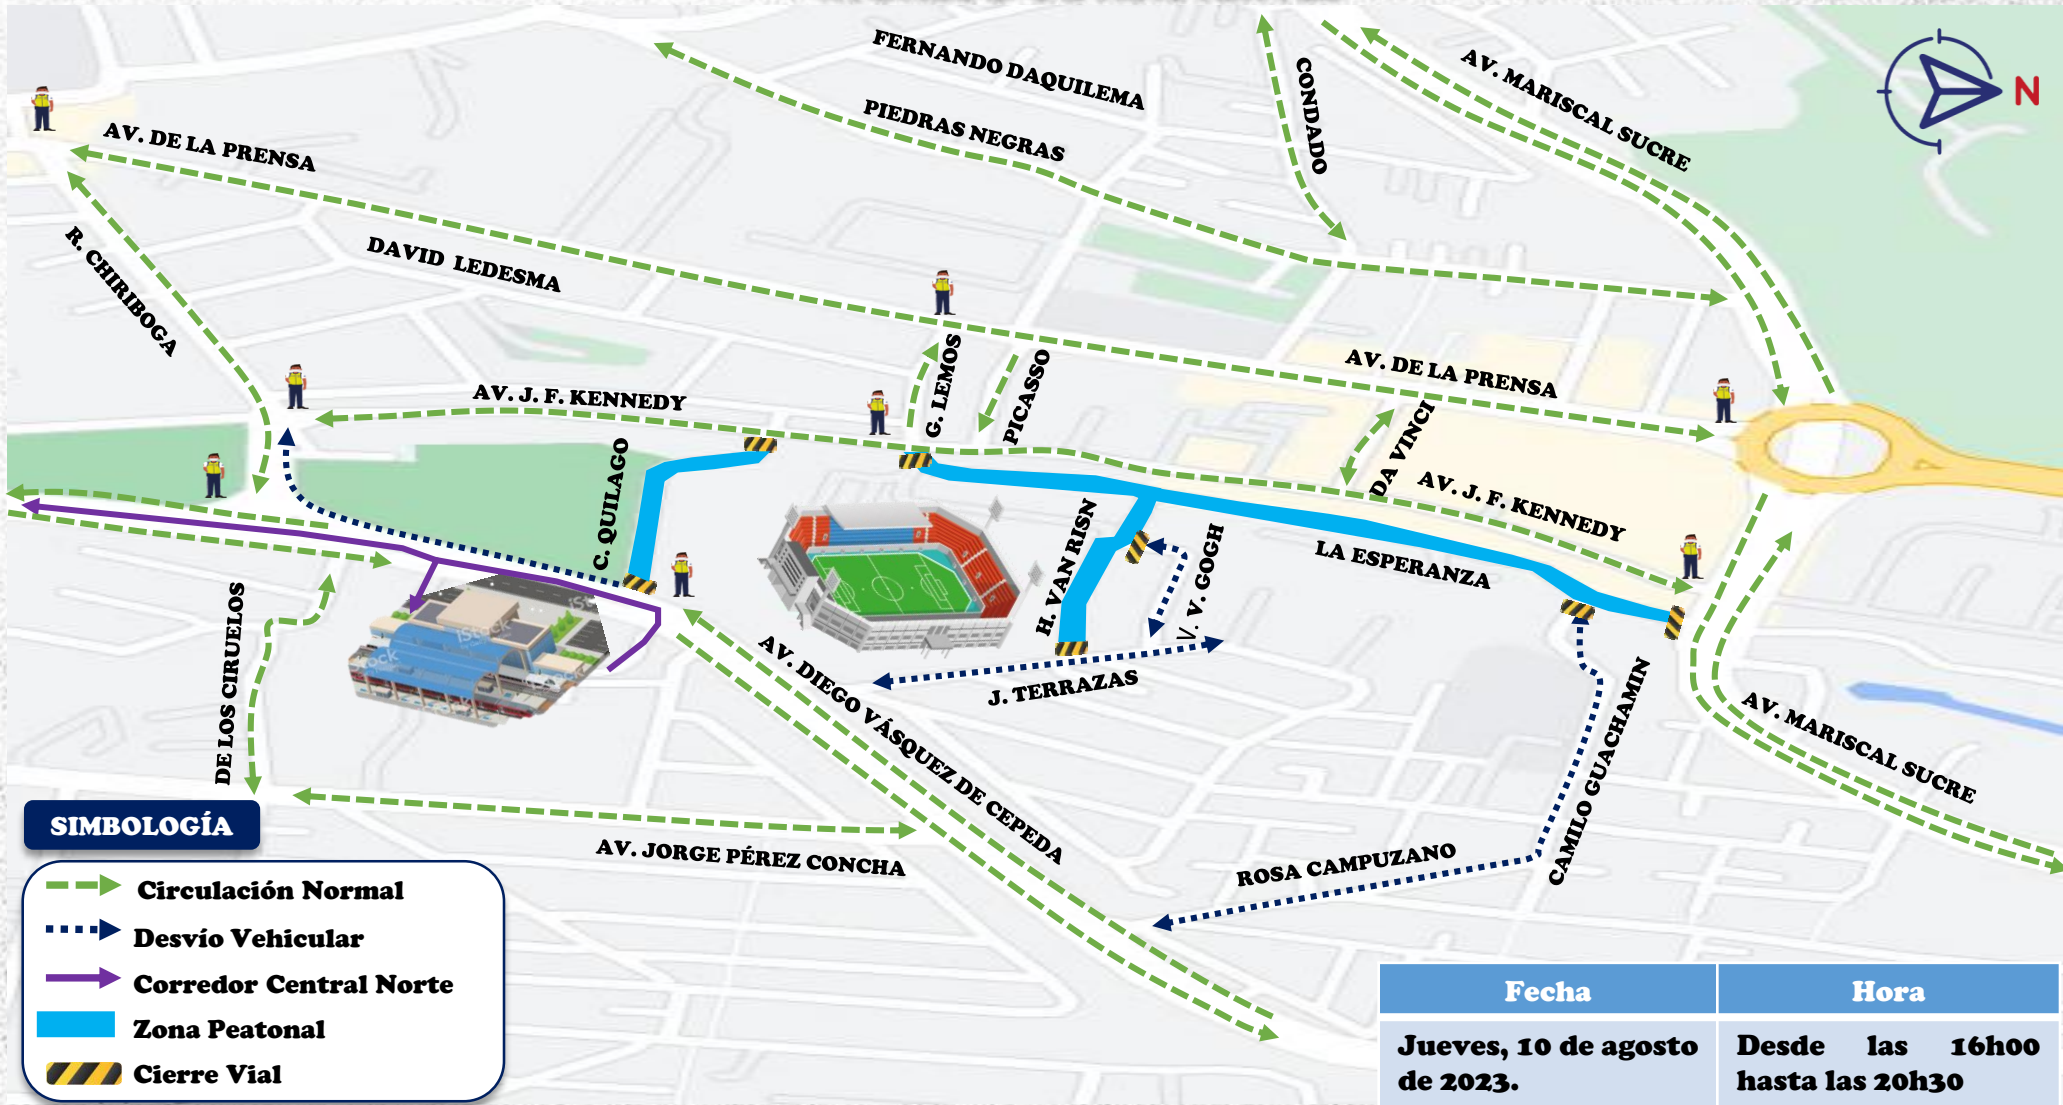 FERNANDO DAQUILEMA
PIEDRAS NEGRAS
CONDADO
AV. MARISCAL SUCRE
N
AV. DE LA PRENSA
R. CHIRIBOGA
DAVID LEDESMA
AV. J. F. KENNEDY
G. LEMOS
PICASSO
AV. DE LA PRENSA
DA VINCI
AV. J. F. KENNEDY
C. QUILAGO
H. VAN RISN
V. V. GOGH
LA ESPERANZA
DE LOS CIRUELOS
iStock
AV. DIEGO VÁSQUEZ DE CEPEDA
J. TERRAZAS
CAMILO GUACHAMIN
AV. MARISCAL SUCRE
AV. JORGE PÉREZ CONCHA
ROSA CAMPUZANO
SIMBOLOGÍA
Circulación Normal
Desvío Vehicular
Corredor Central Norte
Zona Peatonal
Cierre Vial
Fecha
Hora
Jueves, 10 de agosto
de 2023.
Desde las 16h00
hasta las 20h30